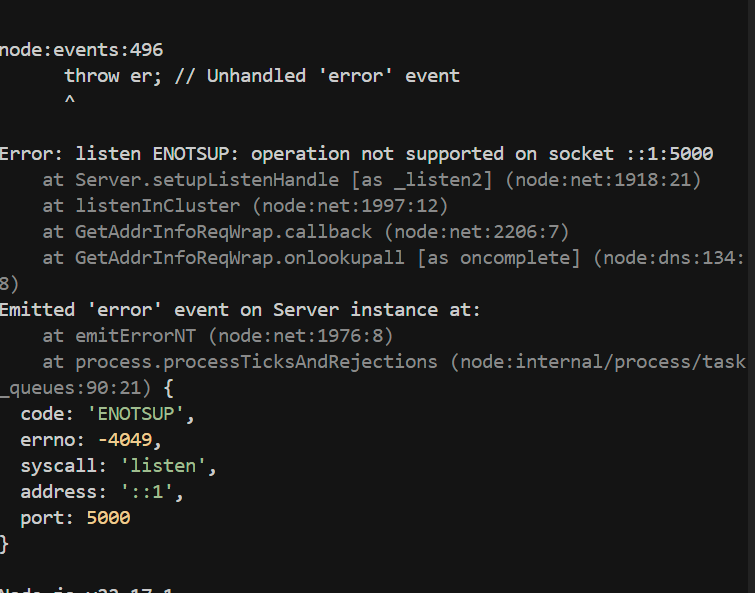 node:events:496
      throw er; // Unhandled 'error' event
      ^
Error: listen ENOTSUP: operation not supported on socket ::1:5000
    at Server.setupListenHandle [as _listen2] (node:net:1918:21)
    at listenInCluster (node:net:1997:12)
    at GetAddrInfoReqWrap.callback (node:net:2206:7)
    at GetAddrInfoReqWrap.onlookupall [as oncomplete] (node:dns:134:
8)
Emitted 'error' event on Server instance at:
    at emitErrorNT (node:net:1976:8)
    at process.processTicksAndRejections (node:internal/process/task
_queues:90:21) {
  code: 'ENOTSUP',
  errno: -4049,
  syscall: 'listen',
  address: '::1',
  port: 5000
}